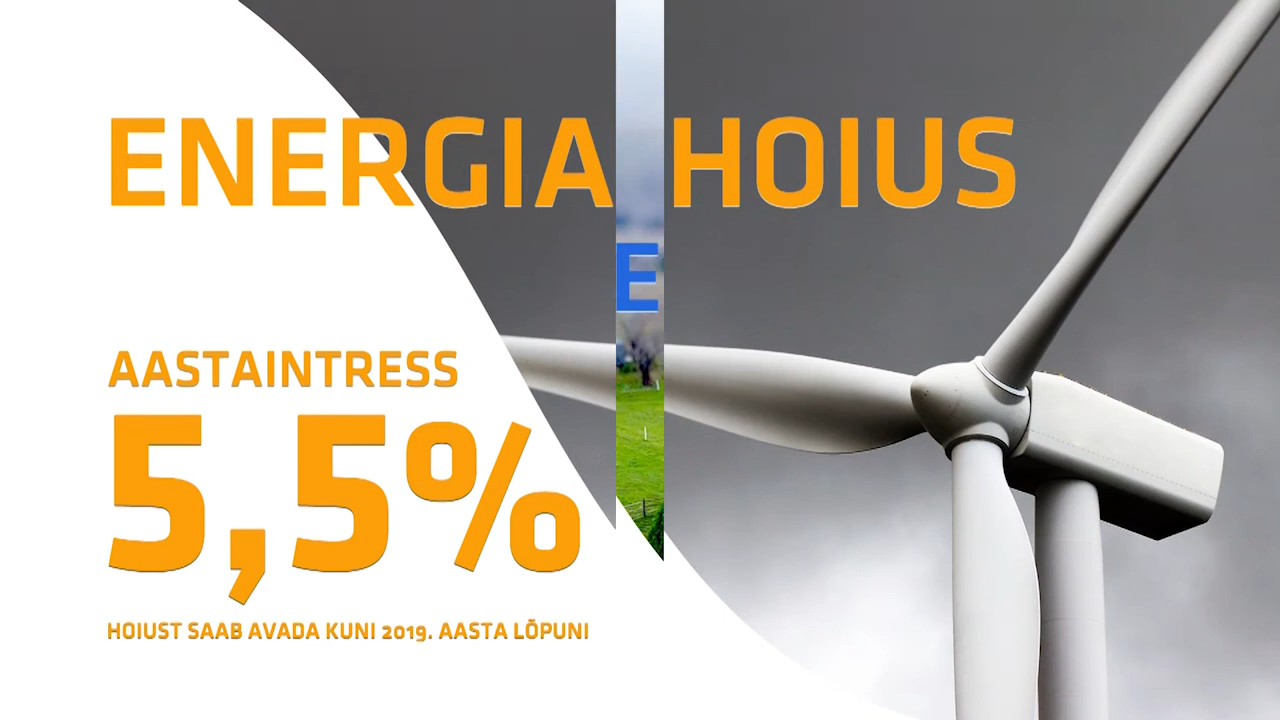 ENERGIA HOIUS
E
AASTAINTRESS
5,5%
HOIUST SAAB AVADA KUNI 2019. AASTA LÕPUNI